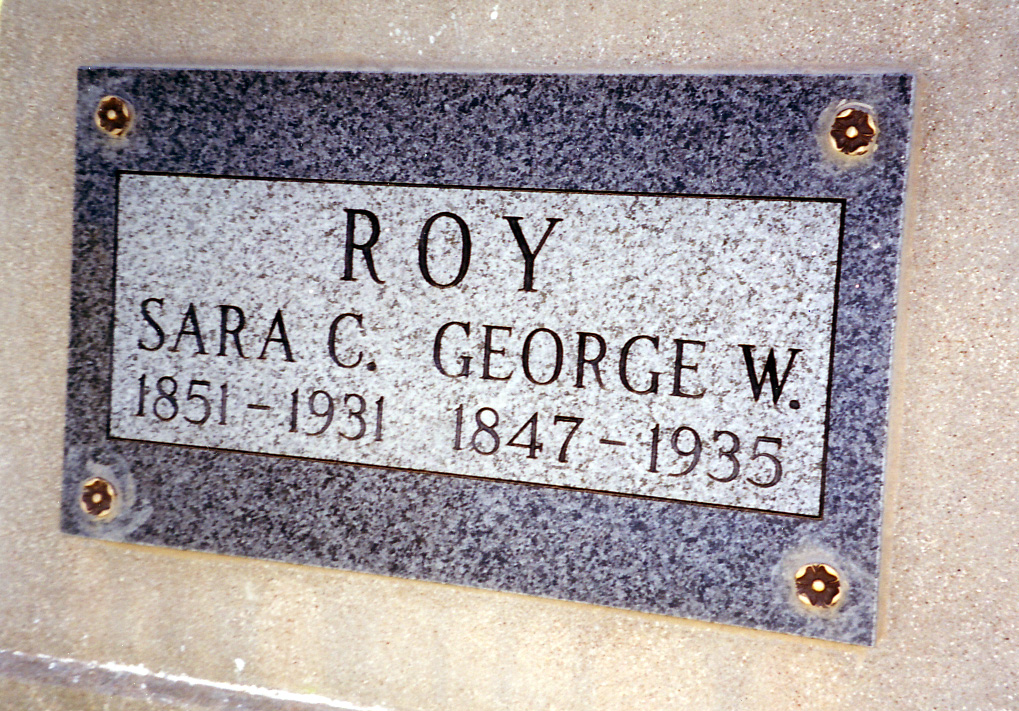 ROY
SARA C. GEORGE W.
1851-1931 1847-1935